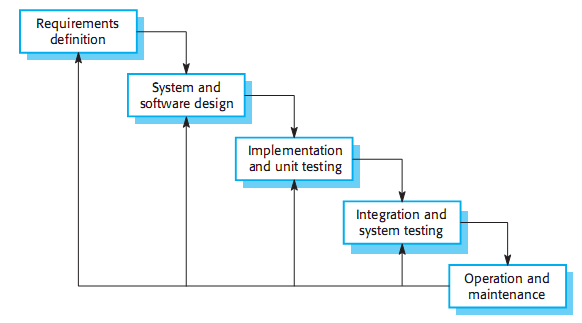 Requirements
definition
System and
software design
Implementation
and unit testing
Integration and
system testing
Operation and
maintenance